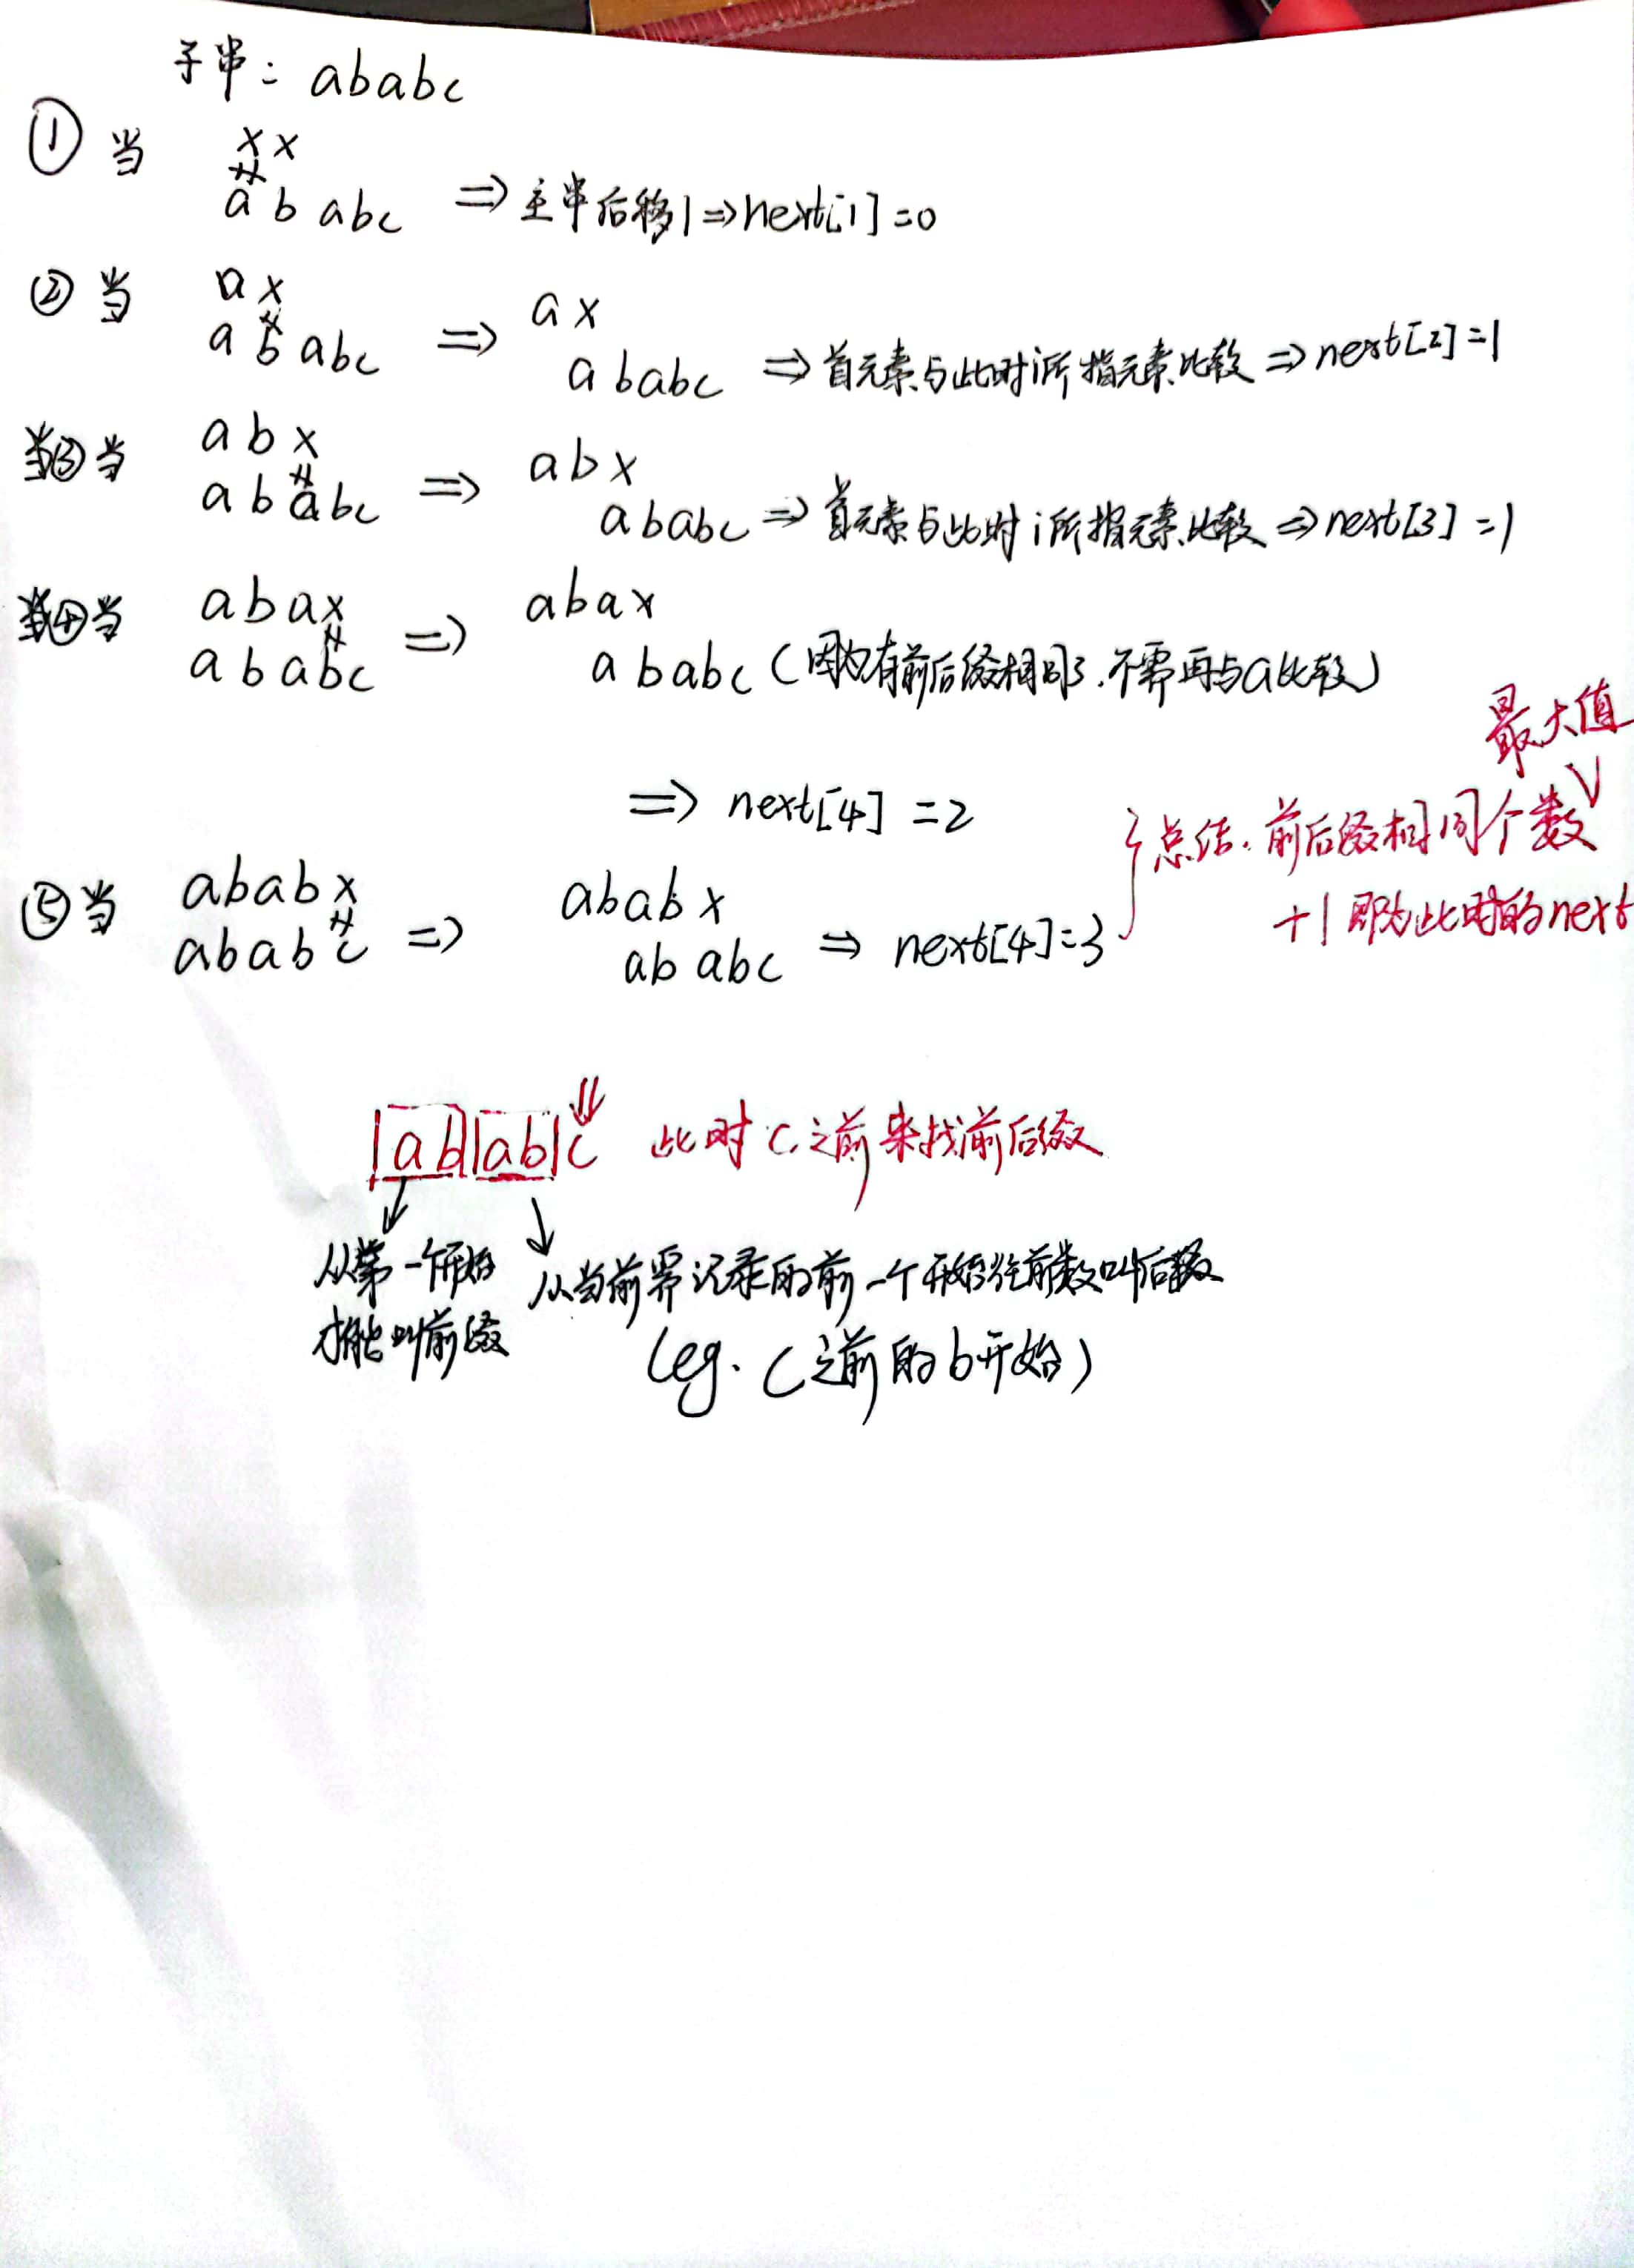 子串: ababc
① 当 x x
≠
a b abc ⇒ 主串后移1 ⇒ next[1] = 0
② 当 a x ⇒ a x
≠
a b abc ababc ⇒ 首元素与此时i所指元素比较 ⇒ next[2] = 1
③ 当 a b x ⇒ a b x
≠
a b abc ababc ⇒ 首元素与此时i所指元素比较 ⇒ next[3] = 1
④ 当 a b a x ⇒ a b a x
≠
a b abc a b abc (因为有前后缀相同了.不需再与a比较)
⇒ next[4] = 2
最大值
总结. 前后缀相同个数
+1 即为此时的next
⑤ 当 abab x ⇒ abab x
≠
abab c ab abc ⇒ next[4] = 3
|ab|ab|c 此时c之前来找前后缀
从第一个开始
才能叫前缀
从当前需记录的前一个开始往前数叫后缀
(eg. c之前的b开始)